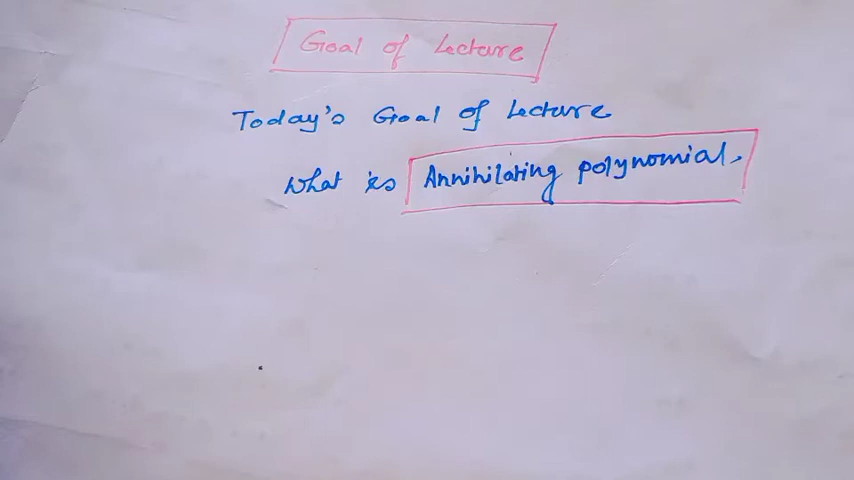 Goal of Lecture
Today's Goal of Lecture
What is Annihilating polynomial.